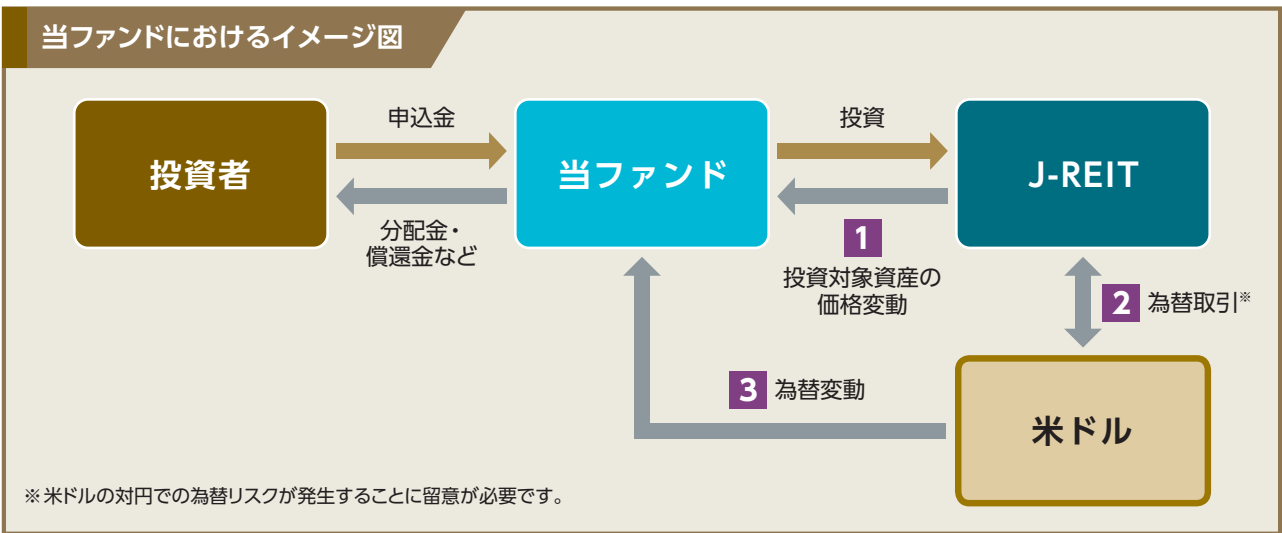 当ファンドにおけるイメージ図
申込金
投資
投資者
当ファンド
J-REIT
分配金・
償還金など
1
投資対象資産の
価格変動
2 為替取引※
3 為替変動
米ドル
※米ドルの対円での為替リスクが発生することに留意が必要です。